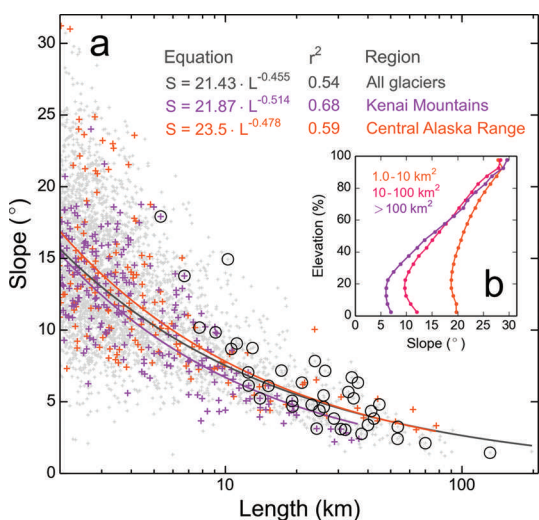 a
Equation r² Region
S = 21.43 · L^-0.455 0.54 All glaciers
S = 21.87 · L^-0.514 0.68 Kenai Mountains
S = 23.5 · L^-0.478 0.59 Central Alaska Range
30
25
20
15
10
5
0
Slope (°)
10 100
Length (km)
1.0-10 km²
10-100 km²
>100 km²
b
100
80
60
40
20
0
Elevation (%)
0 5 10 15 20 25 30
Slope (°)